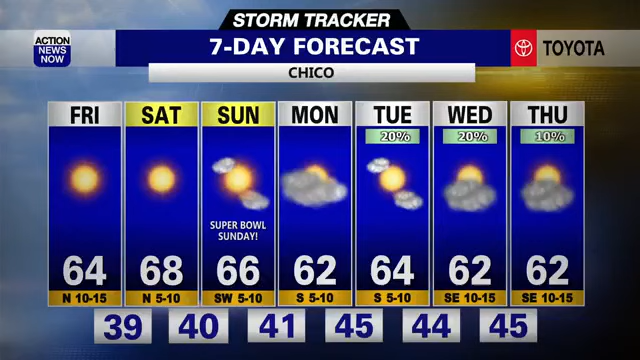 STORM TRACKER
ACTION
NEWS
NOW
7-DAY FORECAST
TOYOTA
CHICO
FRI SAT SUN MON TUE WED THU
20% 20% 10%
SUPER BOWL
SUNDAY!
64 68 66 62 64 62 62
N 10-15 N 5-10 SW 5-10 S 5-10 S 5-10 SE 10-15 SE 10-15
39 40 41 45 44 45